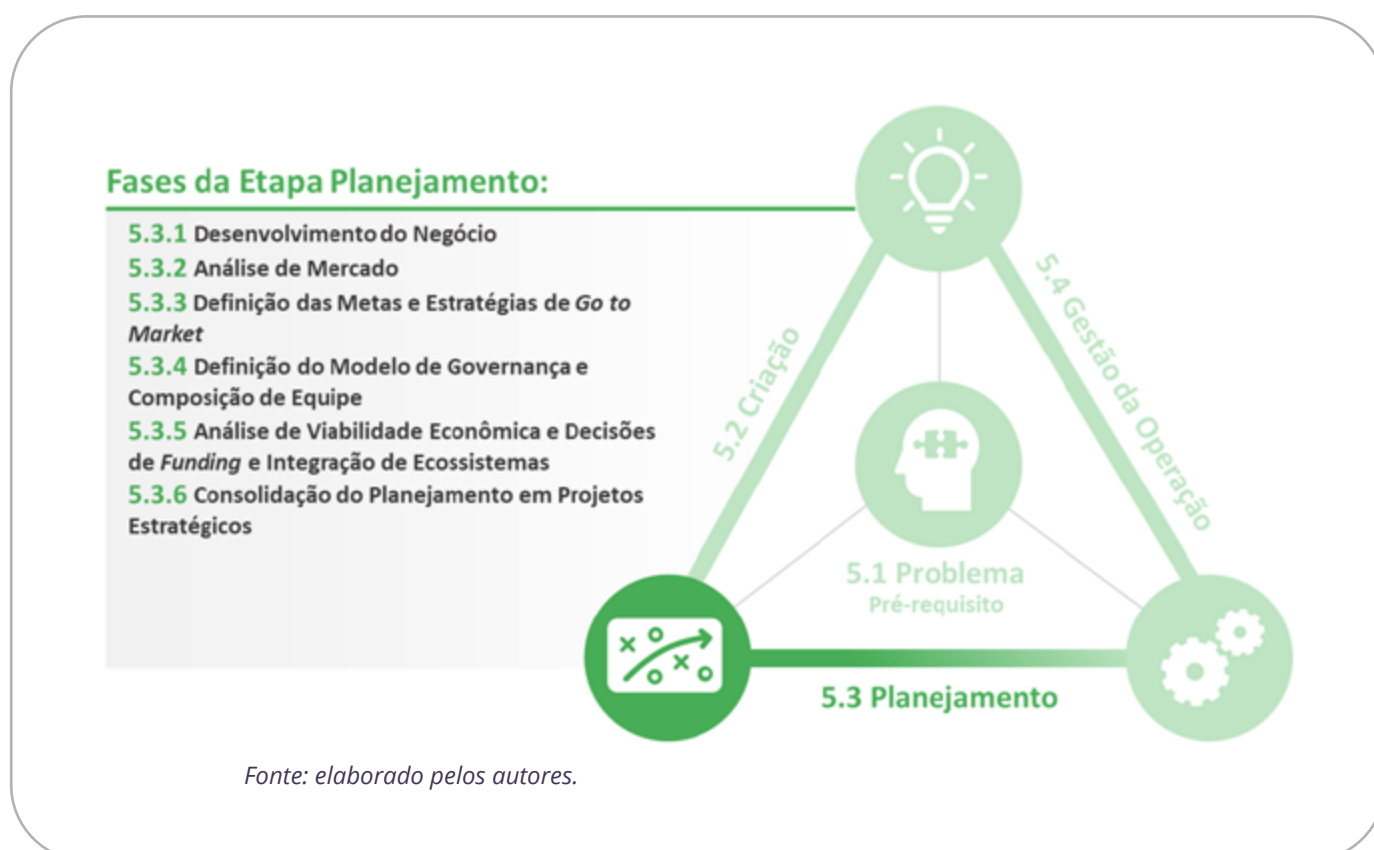 Fases da Etapa Planejamento:
5.3.1 Desenvolvimento do Negócio
5.3.2 Análise de Mercado
5.3.3 Definição das Metas e Estratégias de Go to
Market
5.3.4 Definição do Modelo de Governança e
Composição de Equipe
5.3.5 Análise de Viabilidade Econômica e Decisões
de Funding e Integração de Ecossistemas
5.3.6 Consolidação do Planejamento em Projetos
Estratégicos
5.2 Criação
5.4 Gestão da Operação
5.1 Problema
Pré-requisito
5.3 Planejamento
Fonte: elaborado pelos autores.